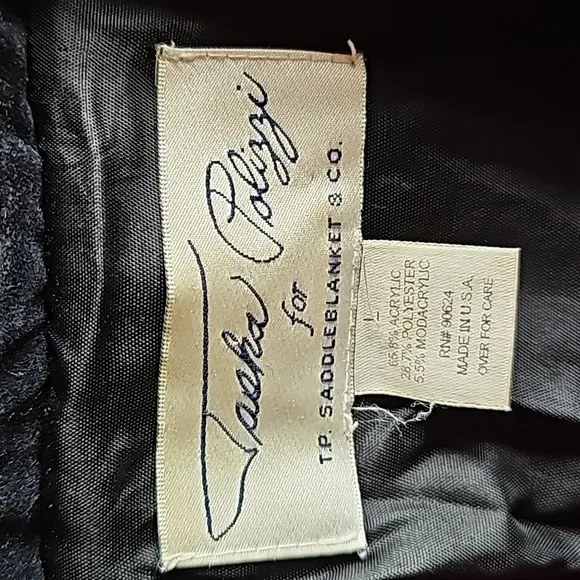 Taska Polizzi
for
T.P. SADDLEBLANKET & CO.
L
65.8% ACRYLIC
28.7% POLYESTER
5.5% MODACRYLIC
RN# 90624
MADE IN U.S.A.
OVER FOR CARE